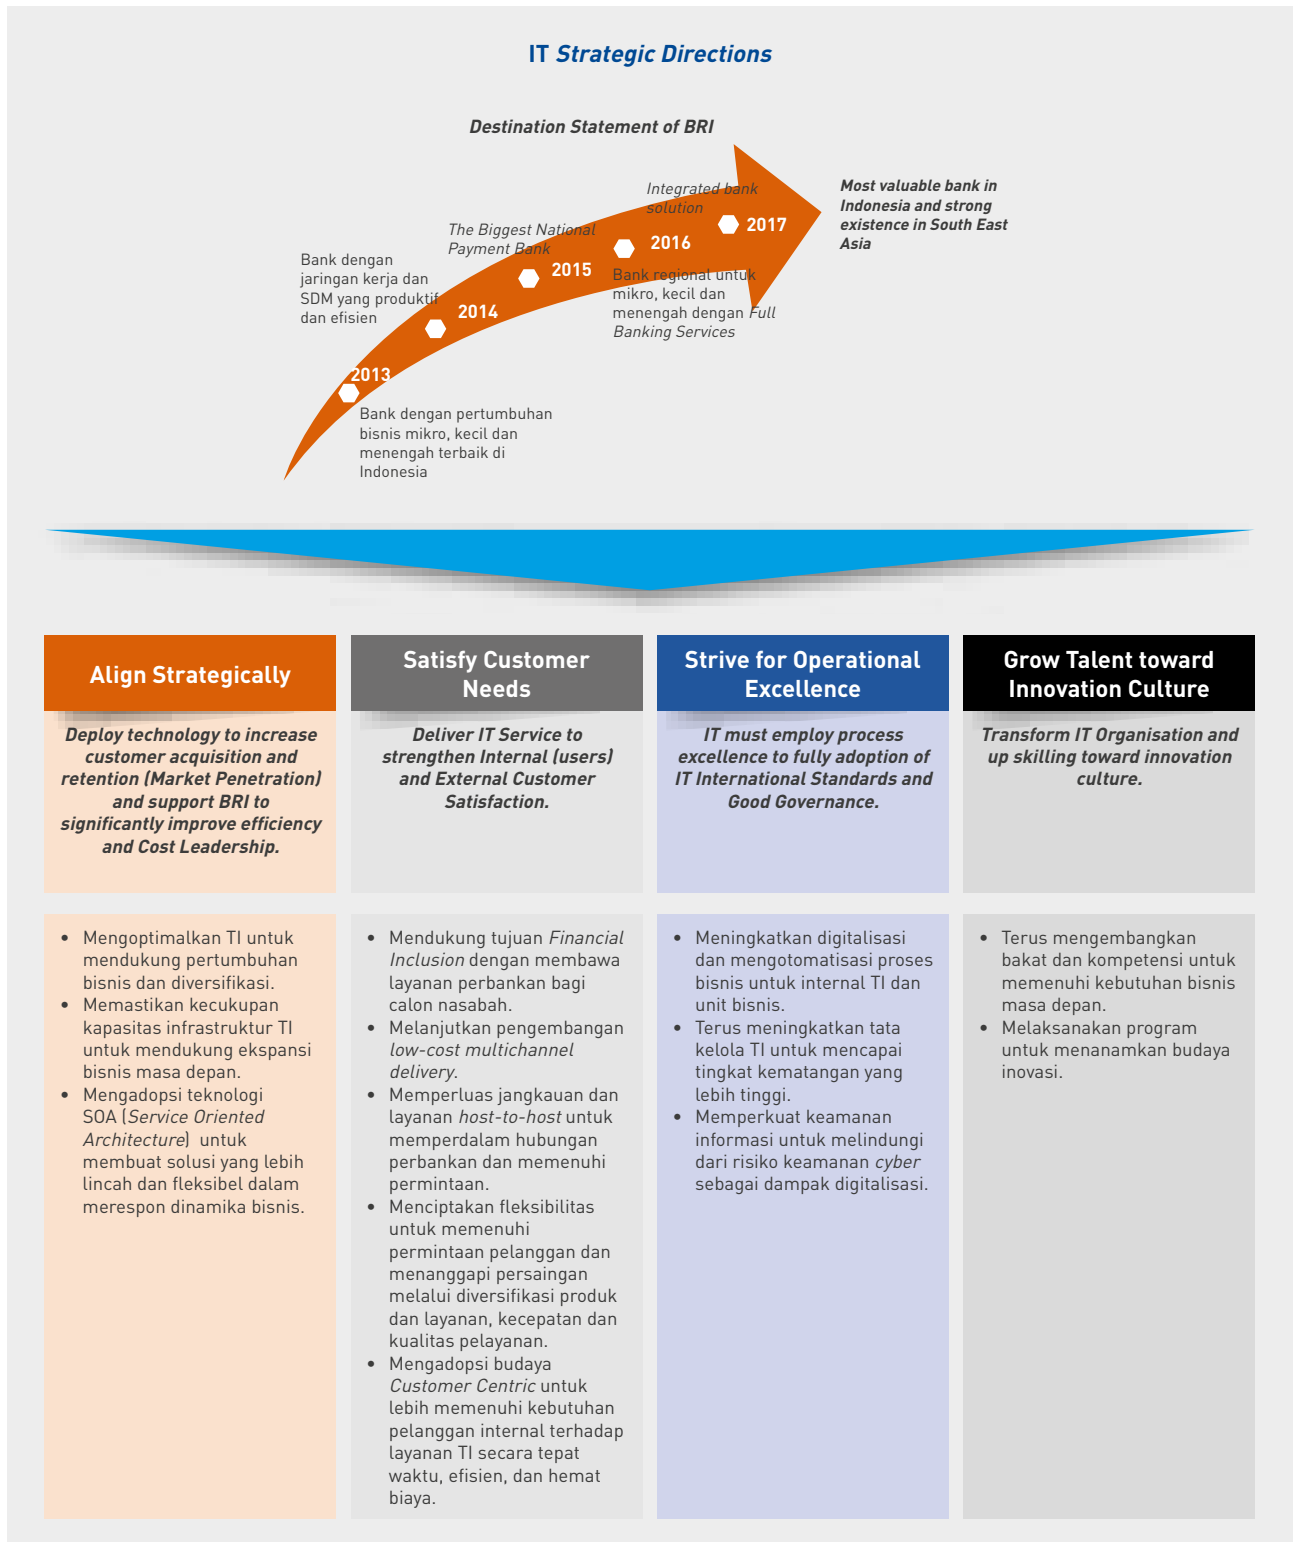 IT Strategic Directions
Destination Statement of BRI
Integrated bank
solution
Most valuable bank in
Indonesia and strong
existence in South East
Asia
2017
The Biggest National
Payment Bank
2016
Bank dengan
jaringan kerja dan
SDM yang produktif
dan efisien
2015
Bank regional untuk
mikro, kecil dan
menengah dengan Full
Banking Services
2014
2013
Bank dengan pertumbuhan
bisnis mikro, kecil dan
menengah terbaik di
Indonesia
Align Strategically
Deploy technology to increase
customer acquisition and
retention (Market Penetration)
and support BRI to
significantly improve efficiency
and Cost Leadership.
• Mengoptimalkan TI untuk
mendukung pertumbuhan
bisnis dan diversifikasi.
• Memastikan kecukupan
kapasitas infrastruktur TI
untuk mendukung ekspansi
bisnis masa depan.
• Mengadopsi teknologi
SOA (Service Oriented
Architecture) untuk
membuat solusi yang lebih
lincah dan fleksibel dalam
merespon dinamika bisnis.
Satisfy Customer
Needs
Deliver IT Service to
strengthen Internal (users)
and External Customer
Satisfaction.
• Mendukung tujuan Financial
Inclusion dengan membawa
layanan perbankan bagi
calon nasabah.
• Melanjutkan pengembangan
low-cost multichannel
delivery.
• Memperluas jangkauan dan
layanan host-to-host untuk
memperdalam hubungan
perbankan dan memenuhi
permintaan.
• Menciptakan fleksibilitas
untuk memenuhi
permintaan pelanggan dan
menanggapi persaingan
melalui diversifikasi produk
dan layanan, kecepatan dan
kualitas pelayanan.
• Mengadopsi budaya
Customer Centric untuk
lebih memenuhi kebutuhan
pelanggan internal terhadap
layanan TI secara tepat
waktu, efisien, dan hemat
biaya.
Strive for Operational
Excellence
IT must employ process
excellence to fully adoption of
IT International Standards and
Good Governance.
• Meningkatkan digitalisasi
dan mengotomatisasi proses
bisnis untuk internal TI dan
unit bisnis.
• Terus meningkatkan tata
kelola TI untuk mencapai
tingkat kematangan yang
lebih tinggi.
• Memperkuat keamanan
informasi untuk melindungi
dari risiko keamanan cyber
sebagai dampak digitalisasi.
Grow Talent toward
Innovation Culture
Transform IT Organisation and
up skilling toward innovation
culture.
• Terus mengembangkan
bakat dan kompetensi untuk
memenuhi kebutuhan bisnis
masa depan.
• Melaksanakan program
untuk menanamkan budaya
inovasi.